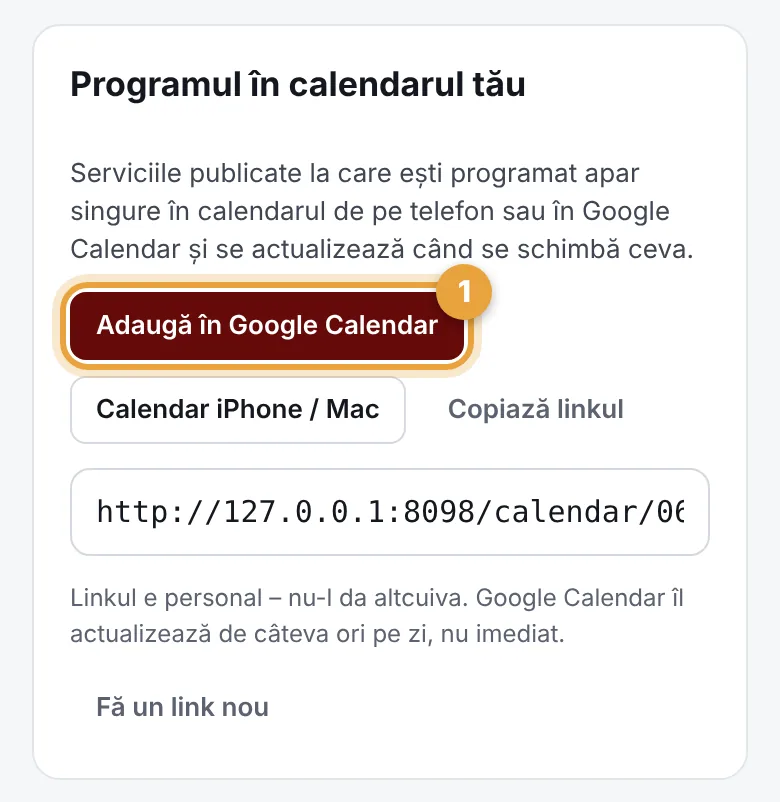 Programul în calendarul tău
Serviciile publicate la care ești programat apar
singure în calendarul de pe telefon sau în Google
Calendar și se actualizează când se schimbă ceva.
1
Adaugă în Google Calendar
Calendar iPhone / Mac
Copiază linkul
http://127.0.0.1:8098/calendar/06
Linkul e personal – nu-l da altcuiva. Google Calendar îl
actualizează de câteva ori pe zi, nu imediat.
Fă un link nou